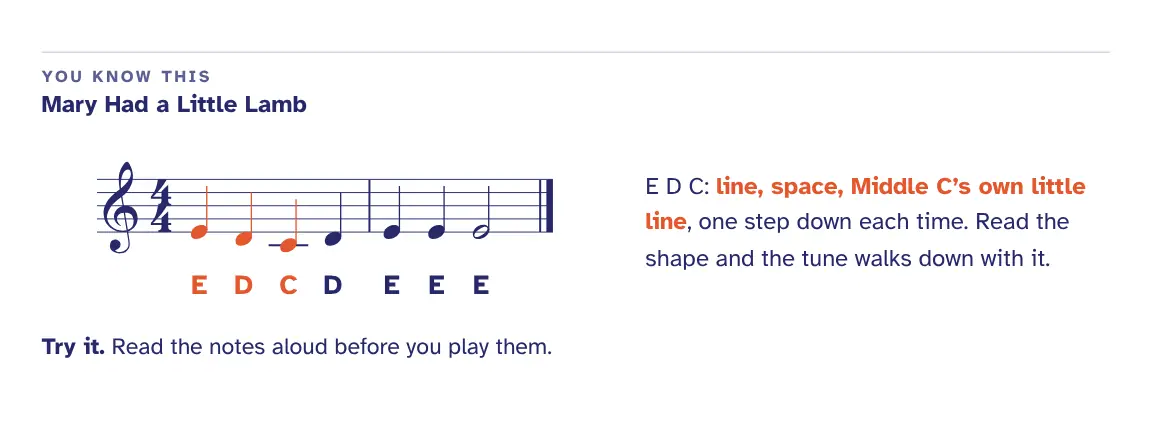 YOU KNOW THIS
Mary Had a Little Lamb
4
4
E D C D E E E
E D C: line, space, Middle C’s own little
line, one step down each time. Read the
shape and the tune walks down with it.
Try it. Read the notes aloud before you play them.